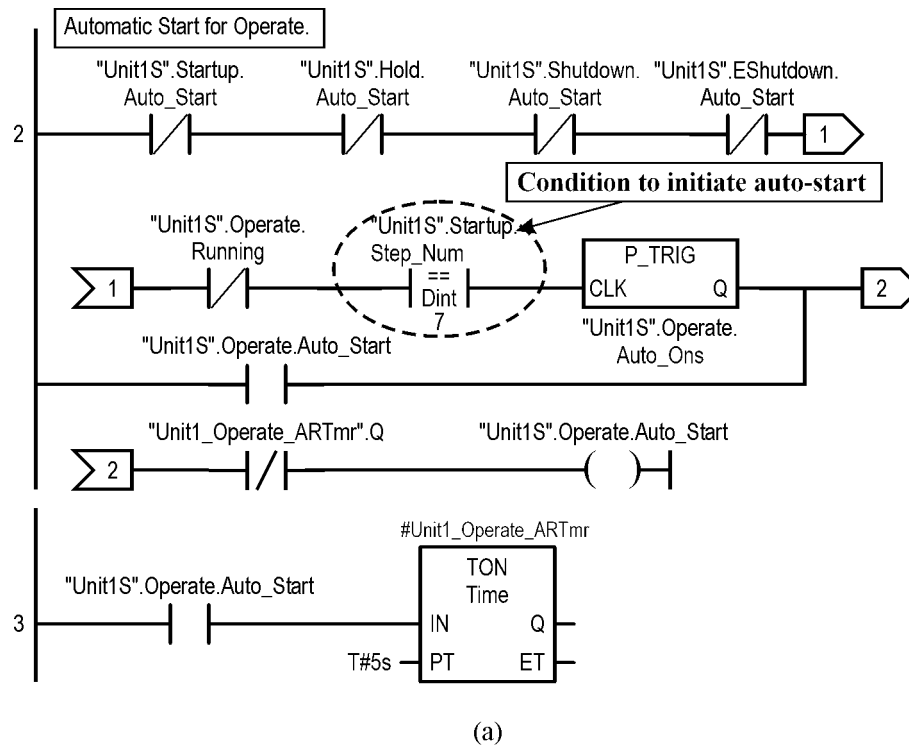 Automatic Start for Operate.
"Unit1S".Startup. "Unit1S".Hold. "Unit1S".Shutdown. "Unit1S".EShutdown.
Auto_Start Auto_Start Auto_Start Auto_Start
2 1
Condition to initiate auto-start
"Unit1S".Operate. "Unit1S".Startup.
Running Step_Num P_TRIG
1 == Dint 7 CLK Q 2
"Unit1S".Operate.
Auto_Ons
"Unit1S".Operate.Auto_Start
"Unit1_Operate_ARTmr".Q "Unit1S".Operate.Auto_Start
2 ( )
#Unit1_Operate_ARTmr
TON
Time
"Unit1S".Operate.Auto_Start
3 IN Q
T#5s PT ET
(a)